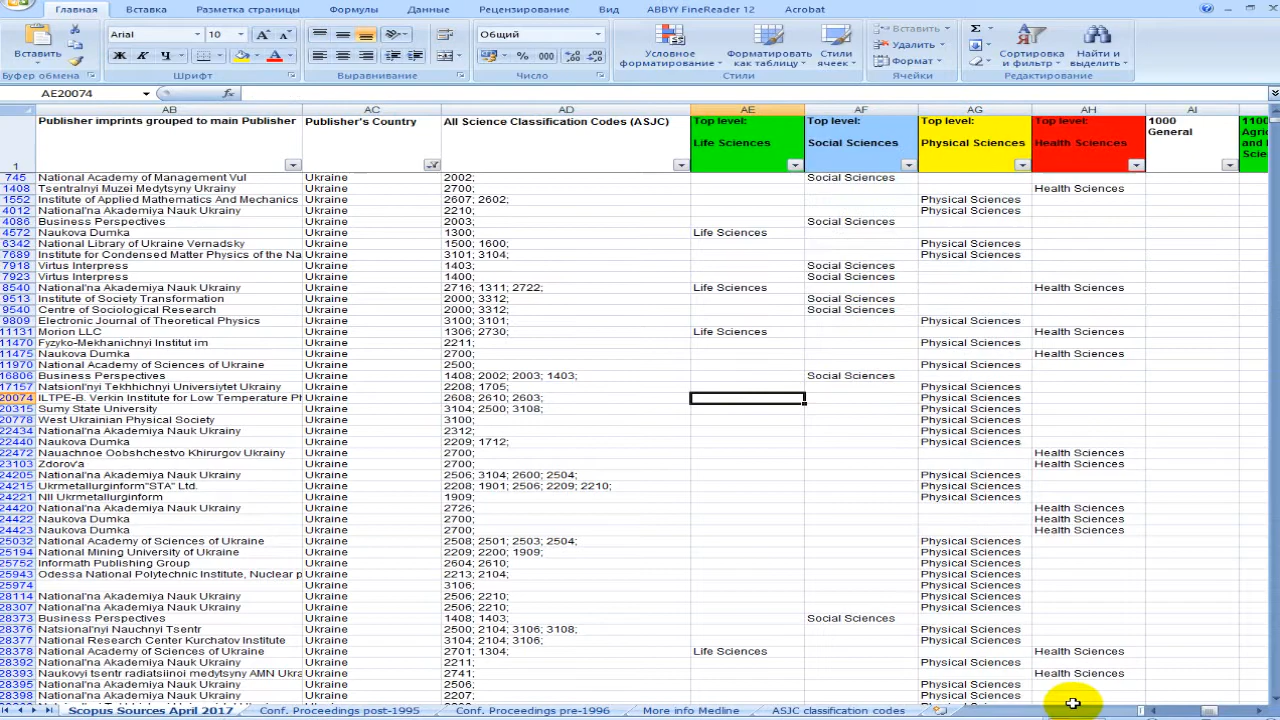 Главная Вставка Разметка страницы Формулы Данные Рецензирование Вид ABBYY FineReader 12 Acrobat
Вставить
Буфер обмена
Arial 10
Ж К Ч
Шрифт
Выравнивание
Общий
% 000
Число
Условное форматирование
Форматировать как таблицу
Стили ячеек
Стили
Вставить
Удалить
Формат
Ячейки
Сортировка и фильтр
Найти и выделить
Редактирование
AE20074 fx
AB AC AD AE AF AG AH AI
1 Publisher imprints grouped to main Publisher Publisher's Country All Science Classification Codes (ASJC) Top level: Life Sciences Top level: Social Sciences Top level: Physical Sciences Top level: Health Sciences 1000 General
745 National Academy of Management Vul Ukraine 2002; Social Sciences
1408 Tsentralnyi Muzei Medytsyny Ukrainy Ukraine 2700; Health Sciences
1552 Institute of Applied Mathematics And Mechanics Ukraine 2607; 2602; Physical Sciences
4012 National'na Akademiya Nauk Ukrainy Ukraine 2210; Physical Sciences
4086 Business Perspectives Ukraine 2003; Social Sciences
4572 Naukova Dumka Ukraine 1300; Life Sciences
6342 National Library of Ukraine Vernadsky Ukraine 1500; 1600; Physical Sciences
7689 Institute for Condensed Matter Physics of the Na Ukraine 3101; 3104; Physical Sciences
7918 Virtus Interpress Ukraine 1403; Social Sciences
7923 Virtus Interpress Ukraine 1400; Social Sciences
8540 National'na Akademiya Nauk Ukrainy Ukraine 2716; 1311; 2722; Life Sciences Health Sciences
9513 Institute of Society Transformation Ukraine 2000; 3312; Social Sciences
9540 Centre of Sociological Research Ukraine 2000; 3312; Social Sciences
9809 Electronic Journal of Theoretical Physics Ukraine 3100; 3101; Physical Sciences
11131 Morion LLC Ukraine 1306; 2730; Life Sciences Health Sciences
11470 Fyzyko-Mekhanichnyi Institut im Ukraine 2211; Physical Sciences
11475 Naukova Dumka Ukraine 2700; Health Sciences
11970 National Academy of Sciences of Ukraine Ukraine 2500; Physical Sciences
16806 Business Perspectives Ukraine 1408; 2002; 2003; 1403; Social Sciences
17157 Natsionl'nyi Tekhhichnyi Universiytet Ukrainy Ukraine 2208; 1705; Physical Sciences
20074 ILTPE-B. Verkin Institute for Low Temperature Ph Ukraine 2608; 2610; 2603; Physical Sciences
20315 Sumy State University Ukraine 3104; 2500; 3108; Physical Sciences
20778 West Ukrainian Physical Society Ukraine 3100; Physical Sciences
22434 National'na Akademiya Nauk Ukrainy Ukraine 2312; Physical Sciences
22440 Naukova Dumka Ukraine 2209; 1712; Physical Sciences
22472 Nauachnoe Oobshchestvo Khirurgov Ukrainy Ukraine 2700; Health Sciences
23103 Zdorov'a Ukraine 2700; Health Sciences
24205 National'na Akademiya Nauk Ukrainy Ukraine 2506; 3104; 2600; 2504; Physical Sciences
24215 Ukrmetallurginform"STA" Ltd. Ukraine 2208; 1901; 2506; 2209; 2210; Physical Sciences
24221 NII Ukrmetallurginform Ukraine 1909; Physical Sciences
24420 National'na Akademiya Nauk Ukrainy Ukraine 2726; Health Sciences
24422 Naukova Dumka Ukraine 2700; Health Sciences
24423 Naukova Dumka Ukraine 2700; Health Sciences
25032 National Academy of Sciences of Ukraine Ukraine 2508; 2501; 2503; 2504; Physical Sciences
25194 National Mining University of Ukraine Ukraine 2209; 2200; 1909; Physical Sciences
25752 Informath Publishing Group Ukraine 2604; 2610; Physical Sciences
25943 Odessa National Polytechnic Institute, Nuclear p Ukraine 2213; 2104; Physical Sciences
25974 Ukraine 3106; Physical Sciences
28114 National'na Akademiya Nauk Ukrainy Ukraine 2506; 2210; Physical Sciences
28307 National'na Akademiya Nauk Ukrainy Ukraine 2506; 2210; Physical Sciences
28373 Business Perspectives Ukraine 1408; 1403; Social Sciences
28376 Natsional'nyi Nauchnyi Tsentr Ukraine 2500; 2104; 3106; 3108; Physical Sciences
28377 National Research Center Kurchatov Institute Ukraine 3104; 2104; 3106; Physical Sciences
28378 National Academy of Sciences of Ukraine Ukraine 2701; 1304; Life Sciences Health Sciences
28392 National'na Akademiya Nauk Ukrainy Ukraine 2211; Physical Sciences
28393 Naukovyi tsentr radiatsiinoi medytsyny AMN Ukra Ukraine 2741; Health Sciences
28395 National'na Akademiya Nauk Ukrainy Ukraine 2506; Physical Sciences
28398 National'na Akademiya Nauk Ukrainy Ukraine 2207; Physical Sciences
Scopus Sources April 2017 Conf. Proceedings post-1995 Conf. Proceedings pre-1996 More info Medline ASJC classification codes